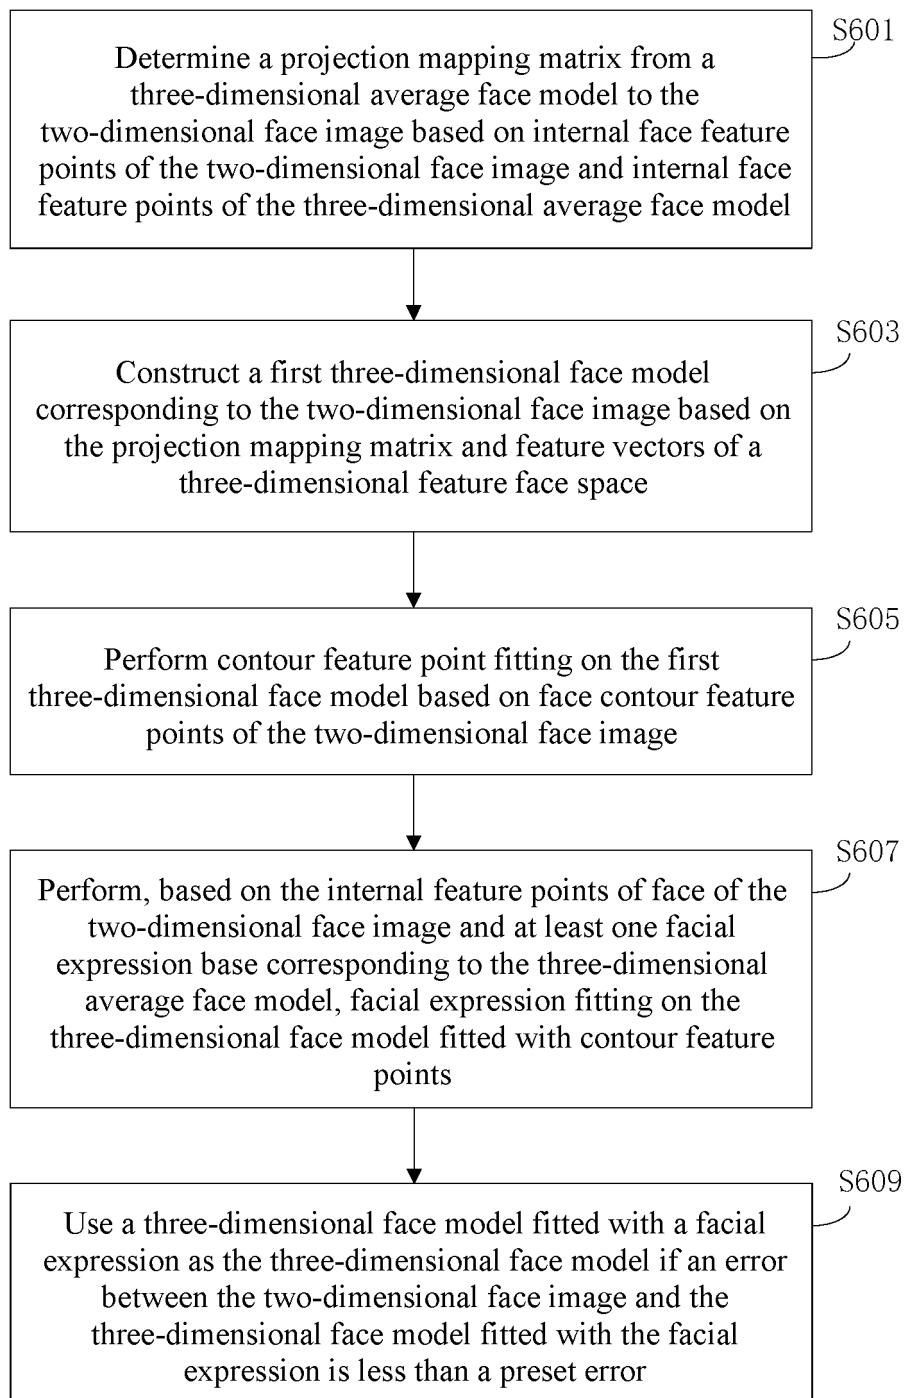 S601
Determine a projection mapping matrix from a
three-dimensional average face model to the
two-dimensional face image based on internal face feature
points of the two-dimensional face image and internal face
feature points of the three-dimensional average face model
S603
Construct a first three-dimensional face model
corresponding to the two-dimensional face image based on
the projection mapping matrix and feature vectors of a
three-dimensional feature face space
S605
Perform contour feature point fitting on the first
three-dimensional face model based on face contour feature
points of the two-dimensional face image
S607
Perform, based on the internal feature points of face of the
two-dimensional face image and at least one facial
expression base corresponding to the three-dimensional
average face model, facial expression fitting on the
three-dimensional face model fitted with contour feature
points
S609
Use a three-dimensional face model fitted with a facial
expression as the three-dimensional face model if an error
between the two-dimensional face image and the
three-dimensional face model fitted with the facial
expression is less than a preset error